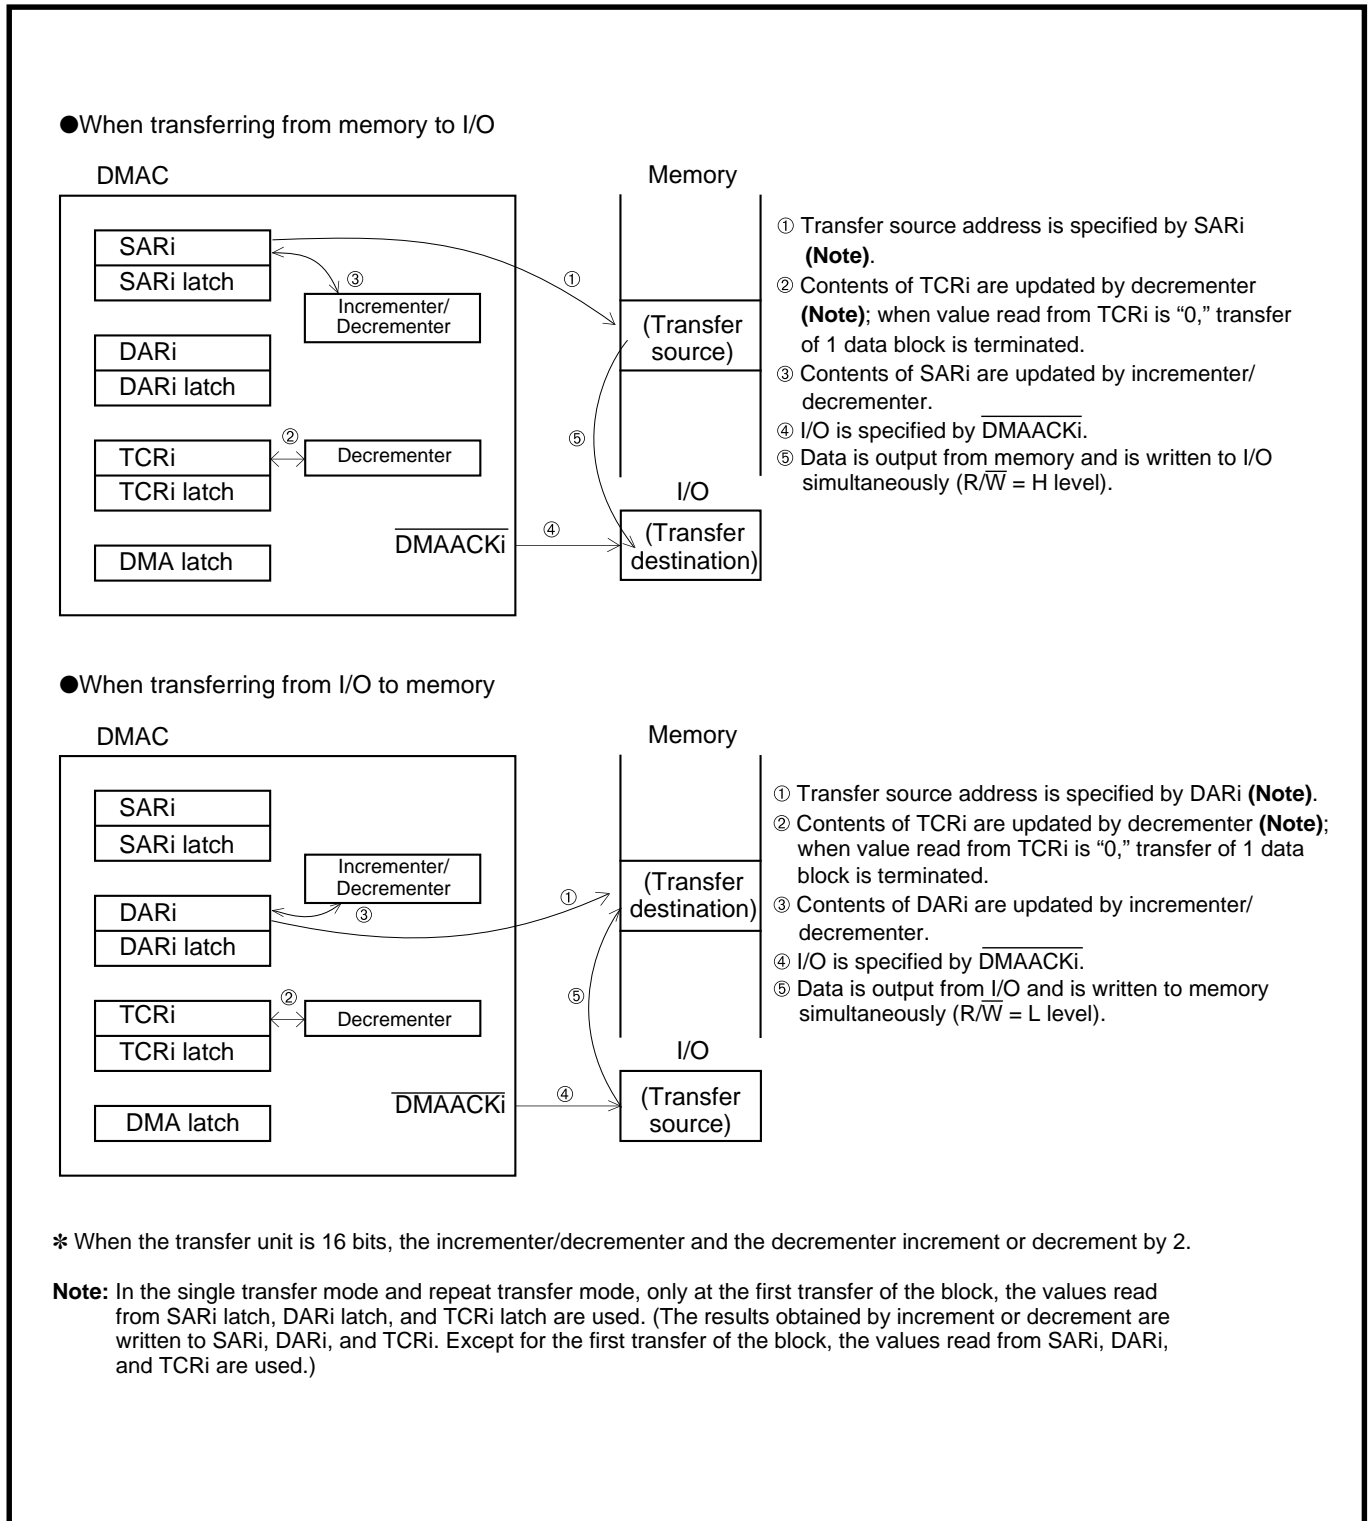 ●When transferring from memory to I/O
DMAC
Memory
SARi
SARi latch
③
Incrementer/
Decrementer
①
(Transfer
source)
DARi
DARi latch
TCRi
TCRi latch
②
Decrementer
⑤
I/O
DMA latch
DMAACKi
④
(Transfer
destination)
① Transfer source address is specified by SARi
(Note).
② Contents of TCRi are updated by decrementer
(Note); when value read from TCRi is “0,” transfer
of 1 data block is terminated.
③ Contents of SARi are updated by incrementer/
decrementer.
④ I/O is specified by DMAACKi.
⑤ Data is output from memory and is written to I/O
simultaneously (R/W = H level).
●When transferring from I/O to memory
DMAC
Memory
SARi
SARi latch
Incrementer/
Decrementer
①
(Transfer
destination)
DARi
DARi latch
③
TCRi
TCRi latch
②
Decrementer
⑤
I/O
DMA latch
DMAACKi
④
(Transfer
source)
① Transfer source address is specified by DARi (Note).
② Contents of TCRi are updated by decrementer (Note);
when value read from TCRi is “0,” transfer of 1 data
block is terminated.
③ Contents of DARi are updated by incrementer/
decrementer.
④ I/O is specified by DMAACKi.
⑤ Data is output from I/O and is written to memory
simultaneously (R/W = L level).
✽ When the transfer unit is 16 bits, the incrementer/decrementer and the decrementer increment or decrement by 2.
Note: In the single transfer mode and repeat transfer mode, only at the first transfer of the block, the values read
from SARi latch, DARi latch, and TCRi latch are used. (The results obtained by increment or decrement are
written to SARi, DARi, and TCRi. Except for the first transfer of the block, the values read from SARi, DARi,
and TCRi are used.)